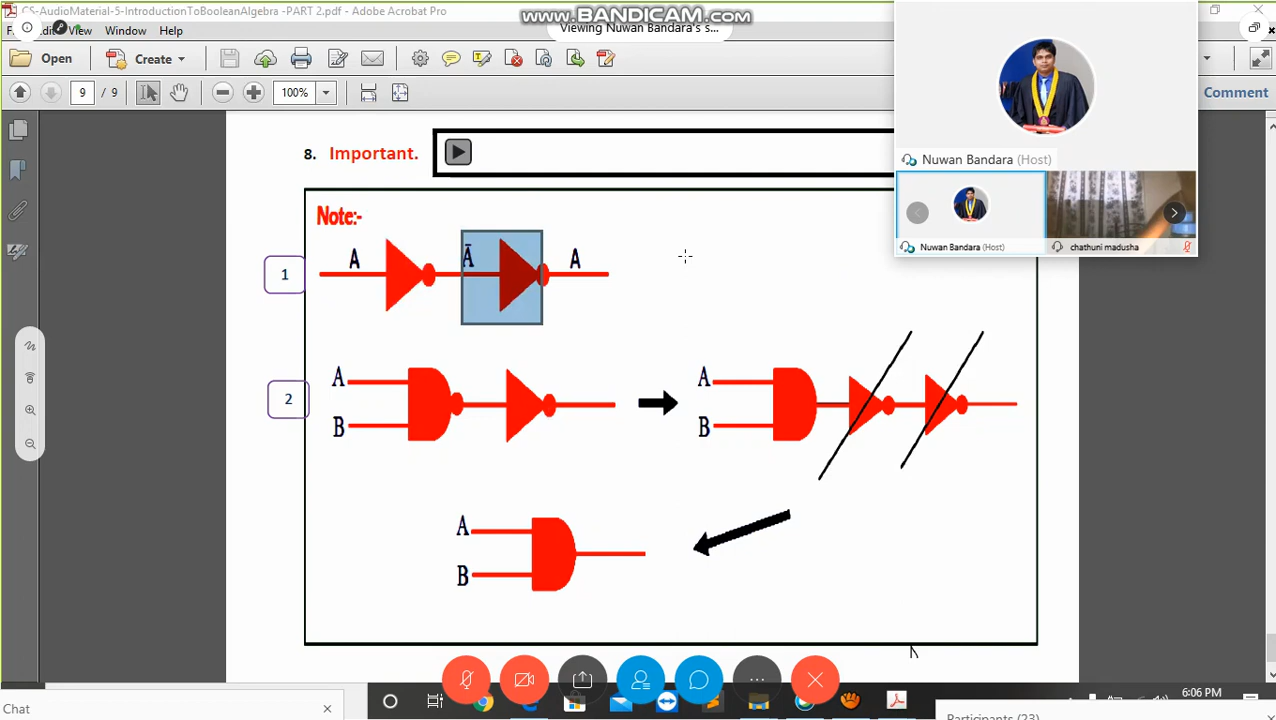 CS-AudioMaterial-5-IntroductionToBooleanAlgebra -PART 2.pdf - Adobe Acrobat Pro
www.BANDICAM.com
View Window Help
Viewing Nuwan Bandara's s...
Open
Create
9 / 9
100%
Comment
Nuwan Bandara (Host)
Nuwan Bandara (Host)
chathuni madusha
8. Important.
Note:-
1
A
Ā
A
2
A
B
A
B
A
B
Chat
6:06 PM
Participants (23)